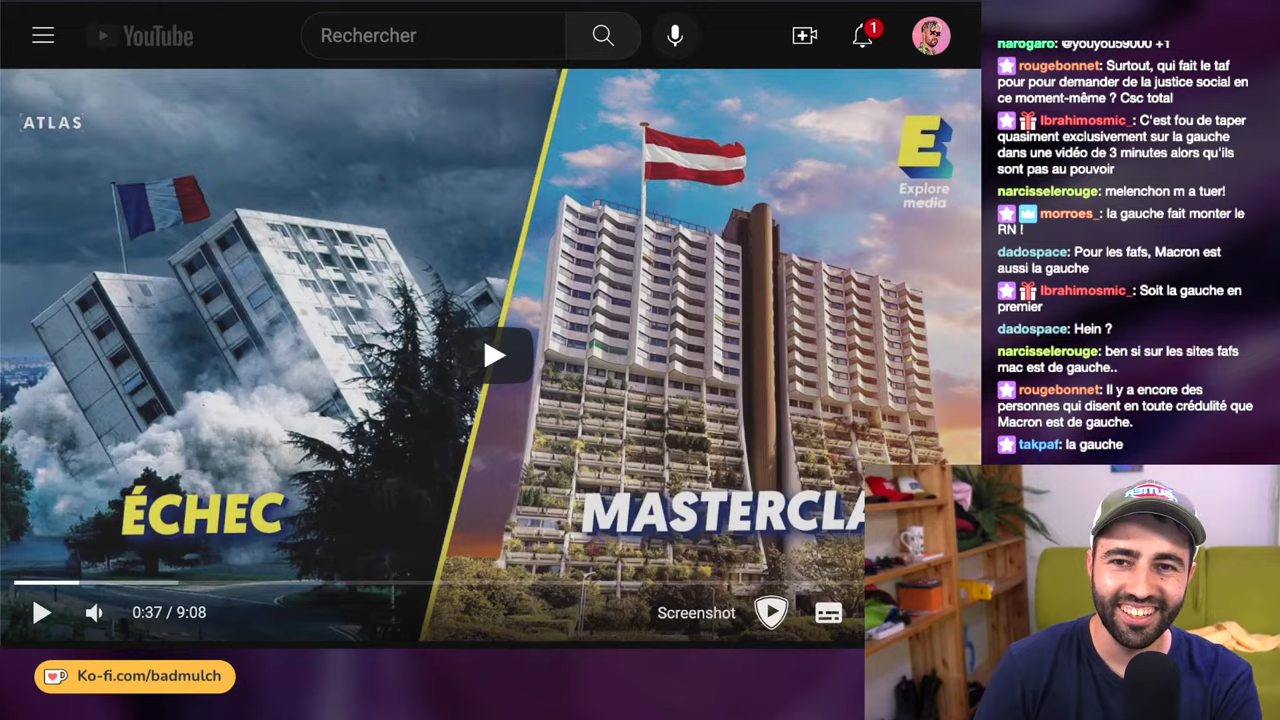 YouTube
Rechercher
1
ATLAS
E
Explore
media
ÉCHEC
MASTERCLA
0:37 / 9:08
Screenshot
Ko-fi.com/badmulch
narogaro: @youyou59000 +1
rougebonnet: Surtout, qui fait le taf
pour pour demander de la justice social en
ce moment-même ? Csc total
Ibrahimosmic_: C'est fou de taper
quasiment exclusivement sur la gauche
dans une vidéo de 3 minutes alors qu'ils
sont pas au pouvoir
narcisselerouge: melenchon m a tuer!
morroes_: la gauche fait monter le
RN !
dadospace: Pour les fafs, Macron est
aussi la gauche
Ibrahimosmic_: Soit la gauche en
premier
dadospace: Hein ?
narcisselerouge: ben si sur les sites fafs
mac est de gauche..
rougebonnet: Il y a encore des
personnes qui disent en toute crédulité que
Macron est de gauche.
takpaf: la gauche